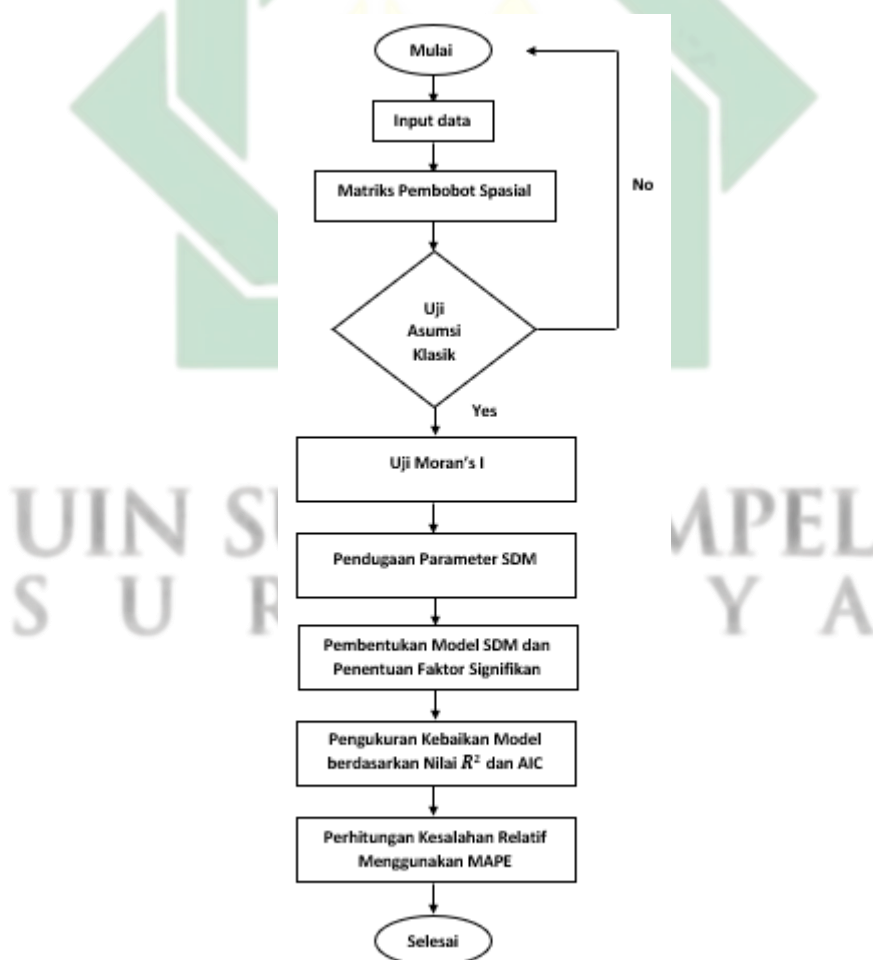 Mulai
Input data
Matriks Pembobot Spasial
No
Uji
Asumsi
Klasik
Yes
Uji Moran's I
UIN S MPEL
Pendugaan Parameter SDM
S U R Y A
Pembentukan Model SDM dan
Penentuan Faktor Signifikan
Pengukuran Kebaikan Model
berdasarkan Nilai R² dan AIC
Perhitungan Kesalahan Relatif
Menggunakan MAPE
Selesai